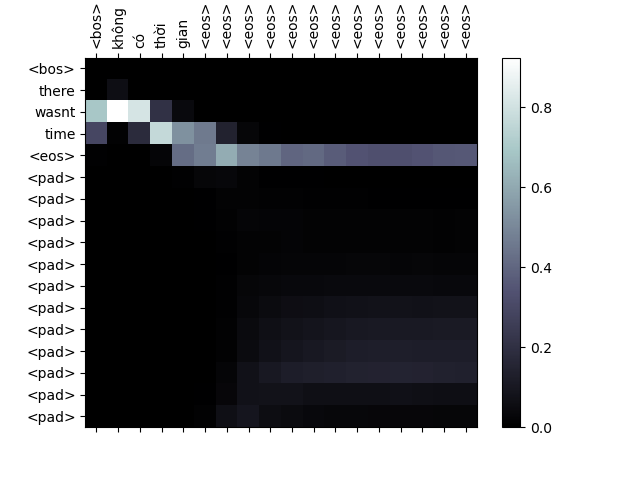 <bos> không có thời gian <eos> <eos> <eos> <eos> <eos> <eos> <eos> <eos> <eos> <eos> <eos> <eos> <eos>
<bos>
there
wasnt
time
<eos>
<pad>
<pad>
<pad>
<pad>
<pad>
<pad>
<pad>
<pad>
<pad>
<pad>
<pad>
<pad>
0.8
0.6
0.4
0.2
0.0